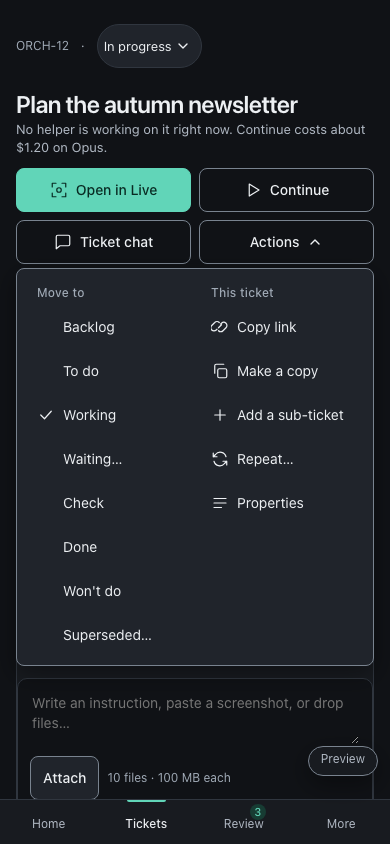 ORCH-12 · In progress
Plan the autumn newsletter
No helper is working on it right now. Continue costs about
$1.20 on Opus.
Open in Live
Continue
Ticket chat
Actions
Move to
Backlog
To do
Working
Waiting...
Check
Done
Won't do
Superseded...
This ticket
Copy link
Make a copy
Add a sub-ticket
Repeat...
Properties
Write an instruction, paste a screenshot, or drop
files...
Preview
Attach
10 files · 100 MB each
Home
Tickets
Review
3
More